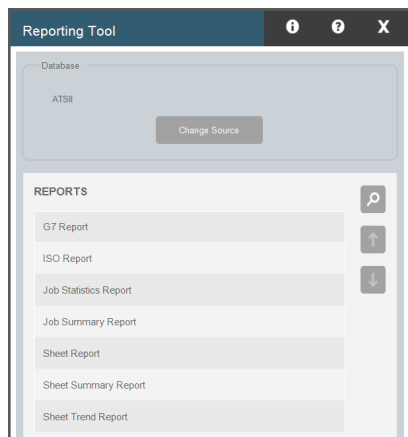 Reporting Tool
Database
ATSII
Change Source
REPORTS
G7 Report
ISO Report
Job Statistics Report
Job Summary Report
Sheet Report
Sheet Summary Report
Sheet Trend Report